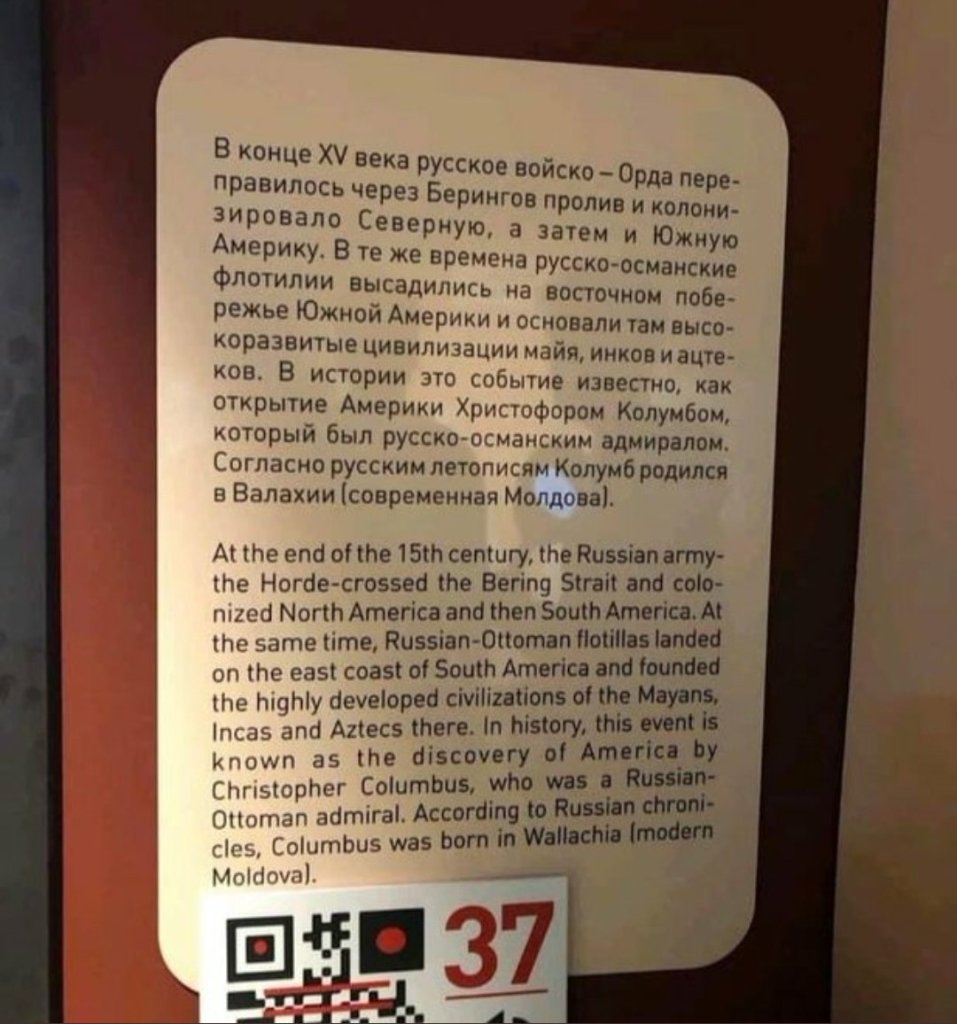 В конце XV века русское войско – Орда пере-
правилось через Берингов пролив и колони-
зировало Северную, а затем и Южную
Америку. В те же времена русско-османские
флотилии высадились на восточном побе-
режье Южной Америки и основали там высо-
коразвитые цивилизации майя, инков и ацте-
ков. В истории это событие известно, как
открытие Америки Христофором Колумбом,
который был русско-османским адмиралом.
Согласно русским летописям Колумб родился
в Валахии (современная Молдова).
At the end of the 15th century, the Russian army-
the Horde-crossed the Bering Strait and colo-
nized North America and then South America. At
the same time, Russian-Ottoman flotillas landed
on the east coast of South America and founded
the highly developed civilizations of the Mayans,
Incas and Aztecs there. In history, this event is
known as the discovery of America by
Christopher Columbus, who was a Russian-
Ottoman admiral. According to Russian chroni-
cles, Columbus was born in Wallachia (modern
Moldova).
37